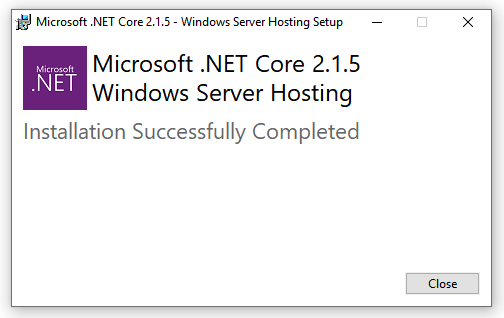 Microsoft .NET Core 2.1.5 - Windows Server Hosting Setup
Microsoft
.NET
Microsoft .NET Core 2.1.5
Windows Server Hosting
Installation Successfully Completed
Close